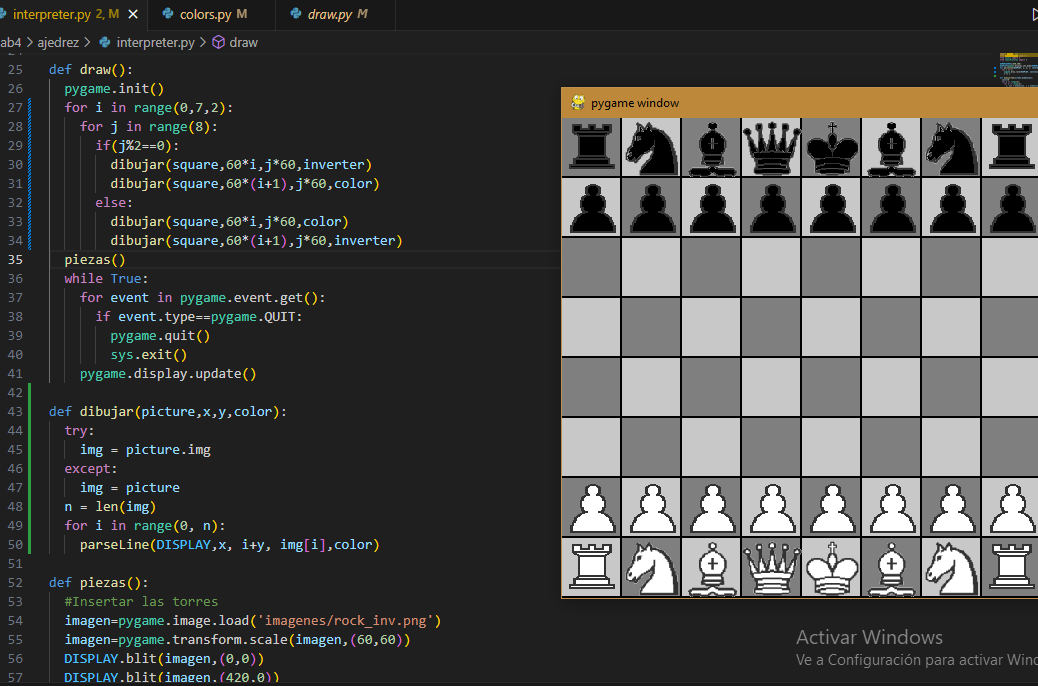 interpreter.py 2, M ✕ colors.py M draw.py M
ab4 > ajedrez > interpreter.py > draw
25 def draw():
26 pygame.init()
27 for i in range(0,7,2):
28 for j in range(8):
29 if(j%2==0):
30 dibujar(square,60*i,j*60,inverter)
31 dibujar(square,60*(i+1),j*60,color)
32 else:
33 dibujar(square,60*i,j*60,color)
34 dibujar(square,60*(i+1),j*60,inverter)
35 piezas()
36 while True:
37 for event in pygame.event.get():
38 if event.type==pygame.QUIT:
39 pygame.quit()
40 sys.exit()
41 pygame.display.update()
42
43 def dibujar(picture,x,y,color):
44 try:
45 img = picture.img
46 except:
47 img = picture
48 n = len(img)
49 for i in range(0, n):
50 parseLine(DISPLAY,x, i+y, img[i],color)
51
52 def piezas():
53 #Insertar las torres
54 imagen=pygame.image.load('imagenes/rock_inv.png')
55 imagen=pygame.transform.scale(imagen,(60,60))
56 DISPLAY.blit(imagen,(0,0))
57 DISPLAY.blit(imagen,(420,0))
pygame window
Activar Windows
Ve a Configuración para activar Win